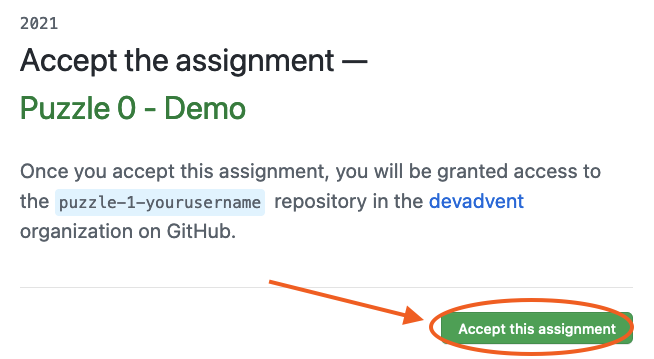 2021
Accept the assignment —
Puzzle 0 - Demo
Once you accept this assignment, you will be granted access to
the puzzle-1-yourusername repository in the devadvent
organization on GitHub.
Accept this assignment